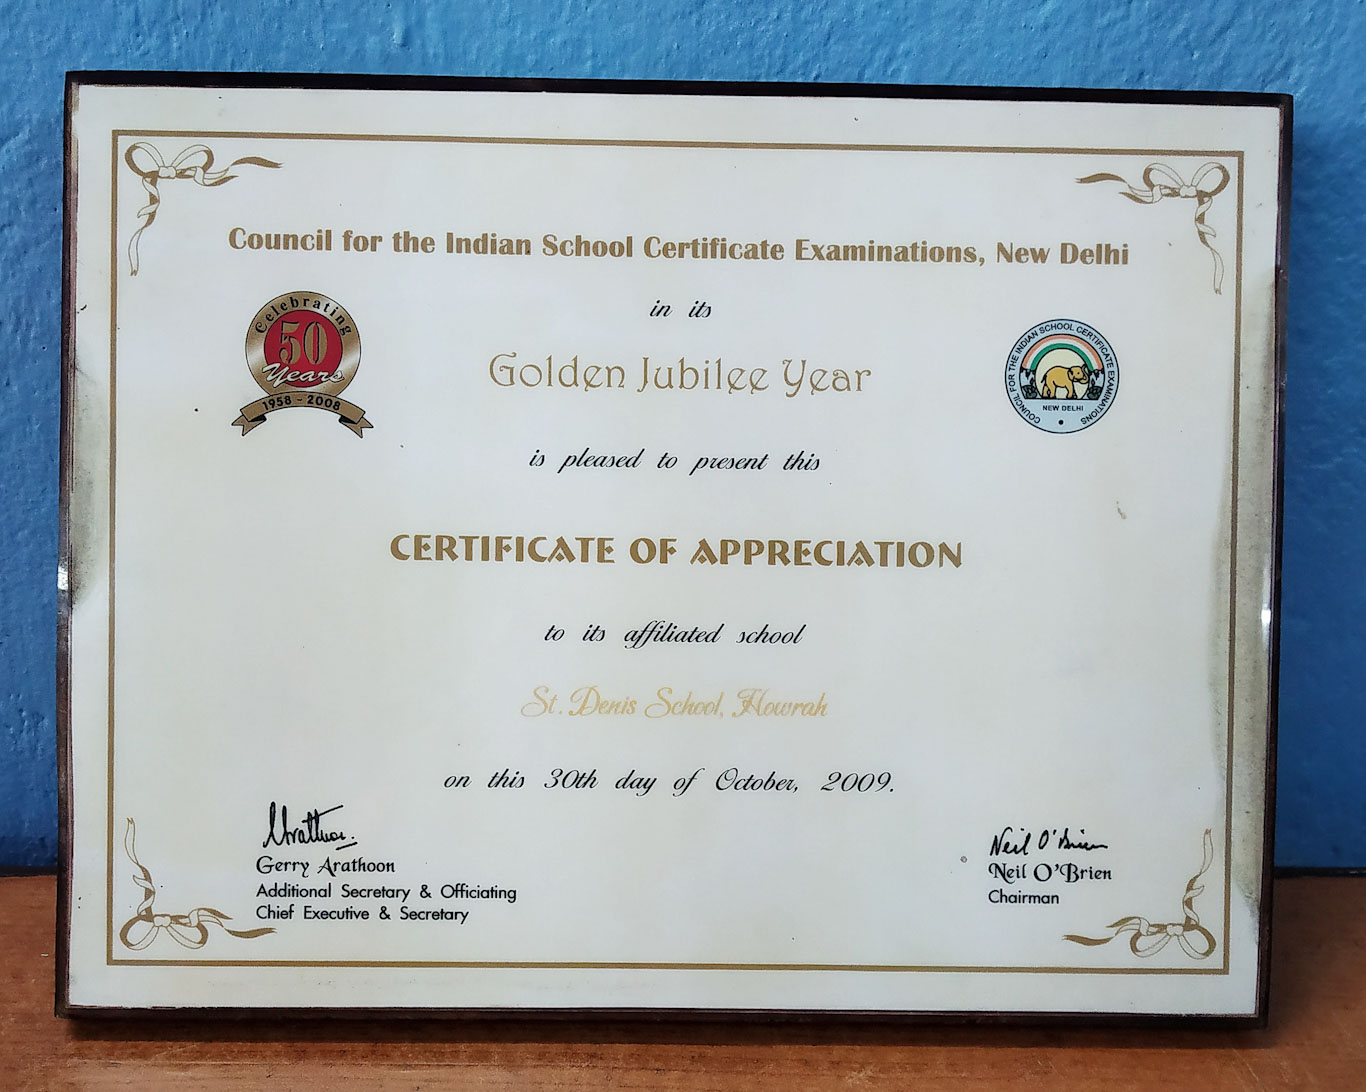 Council for the Indian School Certificate Examinations, New Delhi
in its
Celebrating
50
Years
1958 - 2008
Golden Jubilee Year
COUNCIL FOR THE INDIAN SCHOOL CERTIFICATE EXAMINATIONS
NEW DELHI
is pleased to present this
CERTIFICATE OF APPRECIATION
to its affiliated school
St. Denis School, Howrah
on this 30th day of October, 2009.
Gerry Arathoon
Additional Secretary & Officiating
Chief Executive & Secretary
Neil O'Brien
Neil O'Brien
Chairman